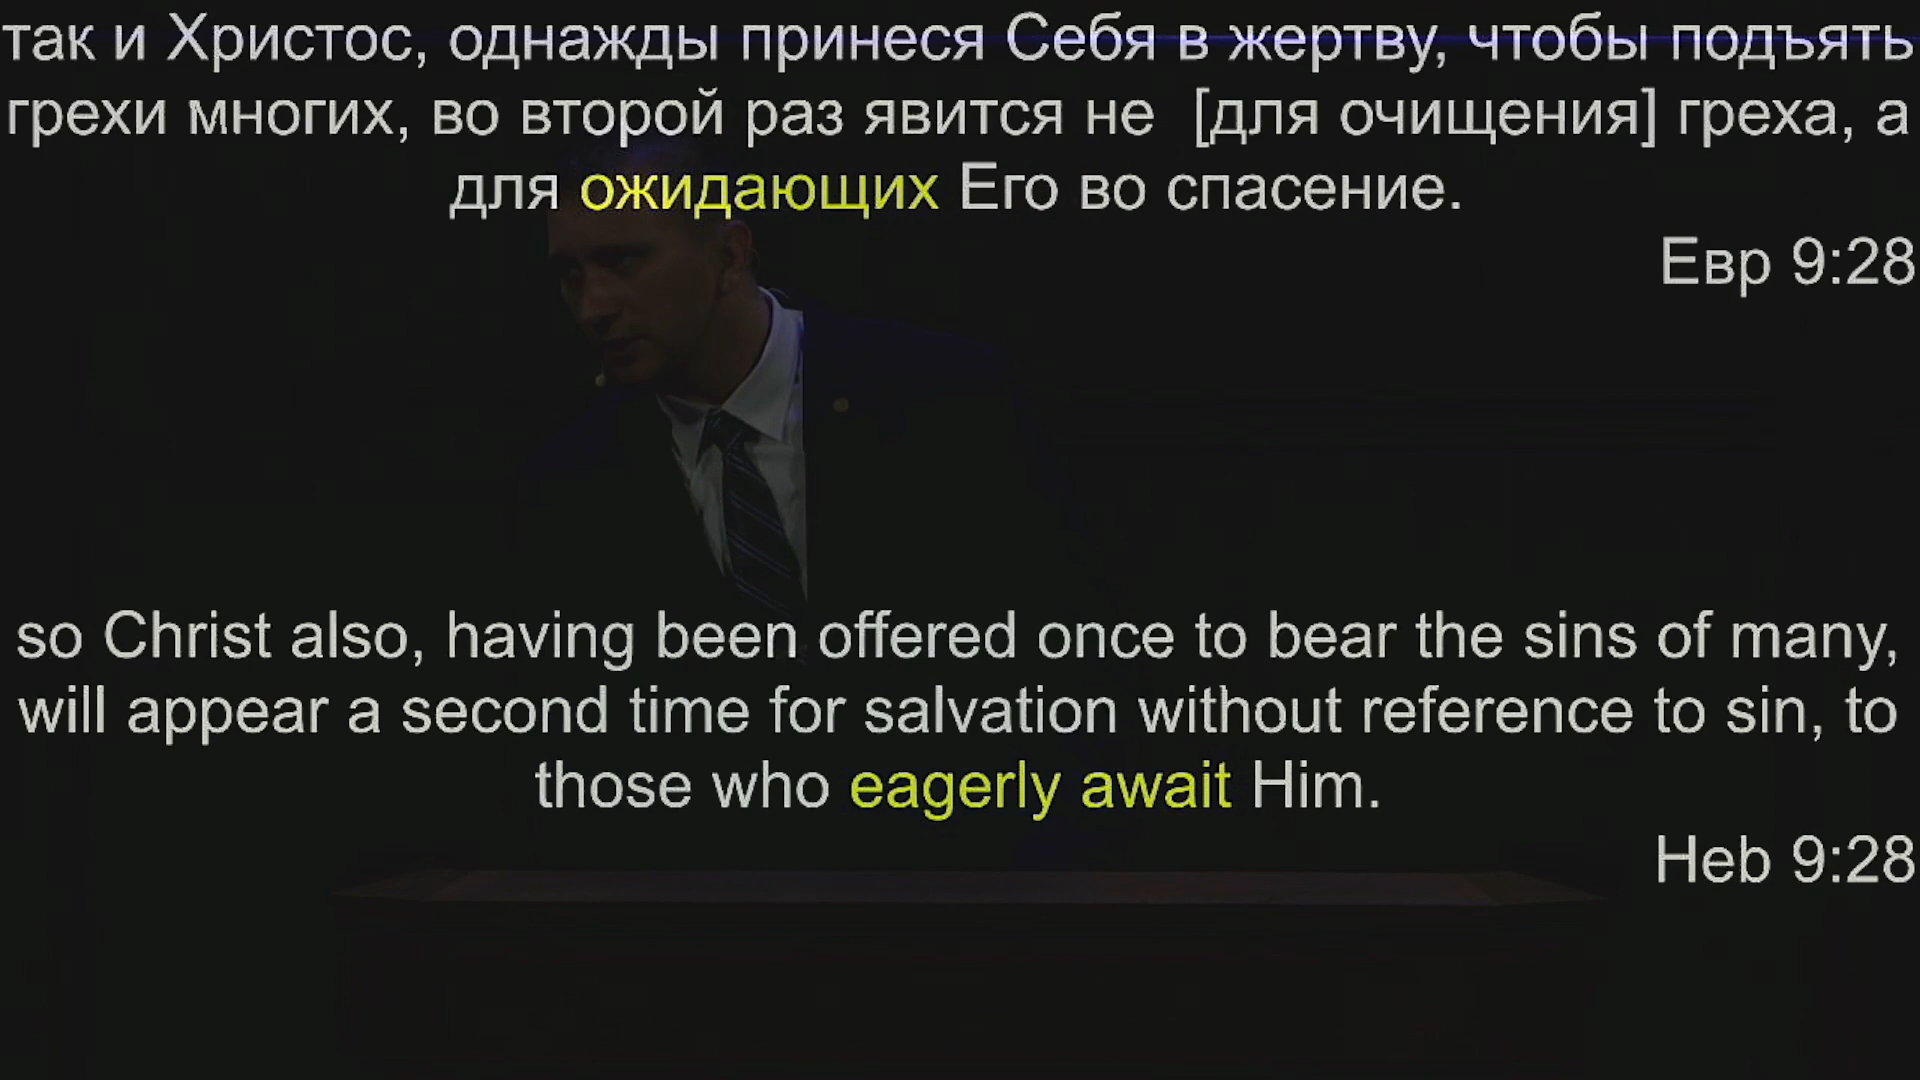 так и Христос, однажды принеся Себя в жертву, чтобы подъять
грехи многих, во второй раз явится не [для очищения] греха, а
для ожидающих Его во спасение.
Евр 9:28
so Christ also, having been offered once to bear the sins of many,
will appear a second time for salvation without reference to sin, to
those who eagerly await Him.
Heb 9:28